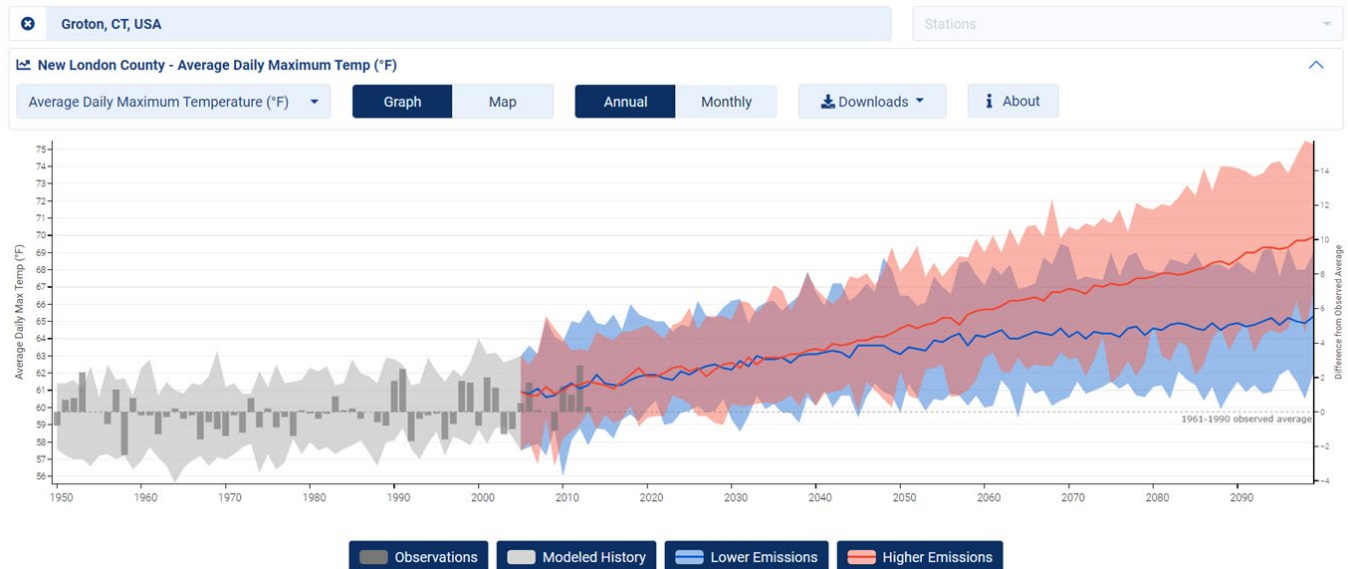 Groton, CT, USA
Stations
New London County - Average Daily Maximum Temp (°F)
Average Daily Maximum Temperature (°F)
Graph
Map
Annual
Monthly
Downloads
About
Average Daily Max Temp (°F)
75
74
73
72
71
70
69
68
67
66
65
64
63
62
61
60
59
58
57
56
14
12
10
8
6
4
2
0
−2
−4
Difference from Observed Average
1961-1990 observed average
1950
1960
1970
1980
1990
2000
2010
2020
2030
2040
2050
2060
2070
2080
2090
Observations
Modeled History
Lower Emissions
Higher Emissions